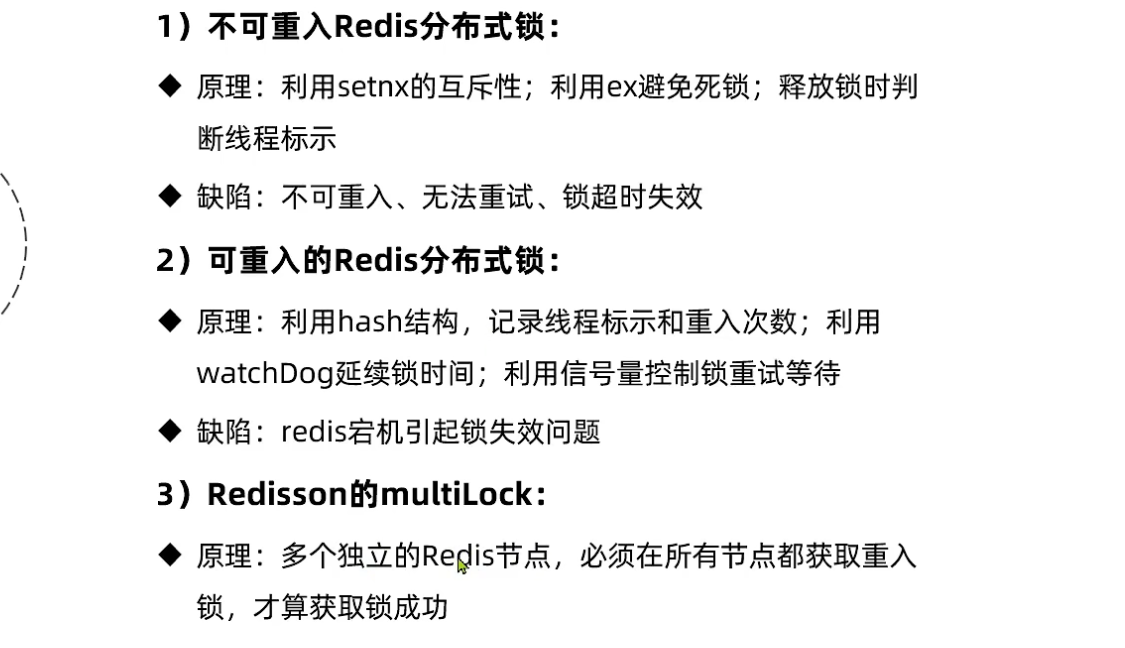 1）不可重入Redis分布式锁：
◆ 原理：利用setnx的互斥性；利用ex避免死锁；释放锁时判
断线程标示
◆ 缺陷：不可重入、无法重试、锁超时失效
2）可重入的Redis分布式锁：
◆ 原理：利用hash结构，记录线程标示和重入次数；利用
watchDog延续锁时间；利用信号量控制锁重试等待
◆ 缺陷：redis宕机引起锁失效问题
3）Redisson的multiLock：
◆ 原理：多个独立的Redis节点，必须在所有节点都获取重入
锁，才算获取锁成功